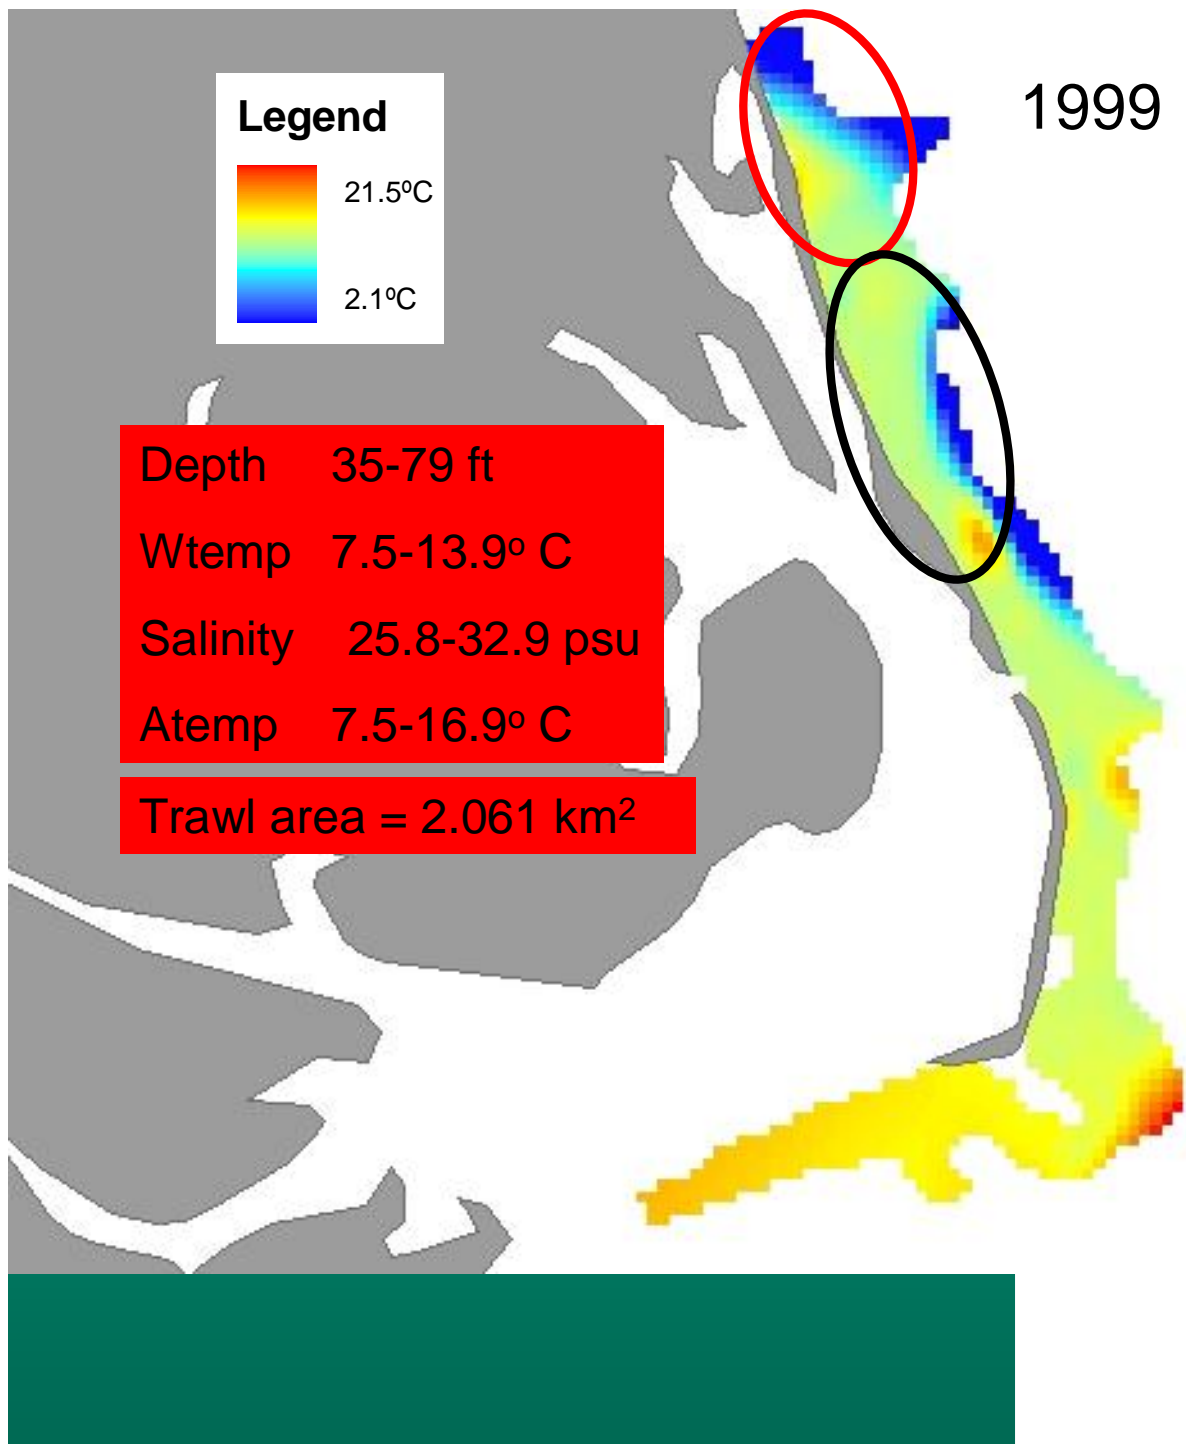 1999
Legend
21.5ºC
2.1ºC
Depth 35-79 ft
Wtemp 7.5-13.9º C
Salinity 25.8-32.9 psu
Atemp 7.5-16.9º C
Trawl area = 2.061 km²